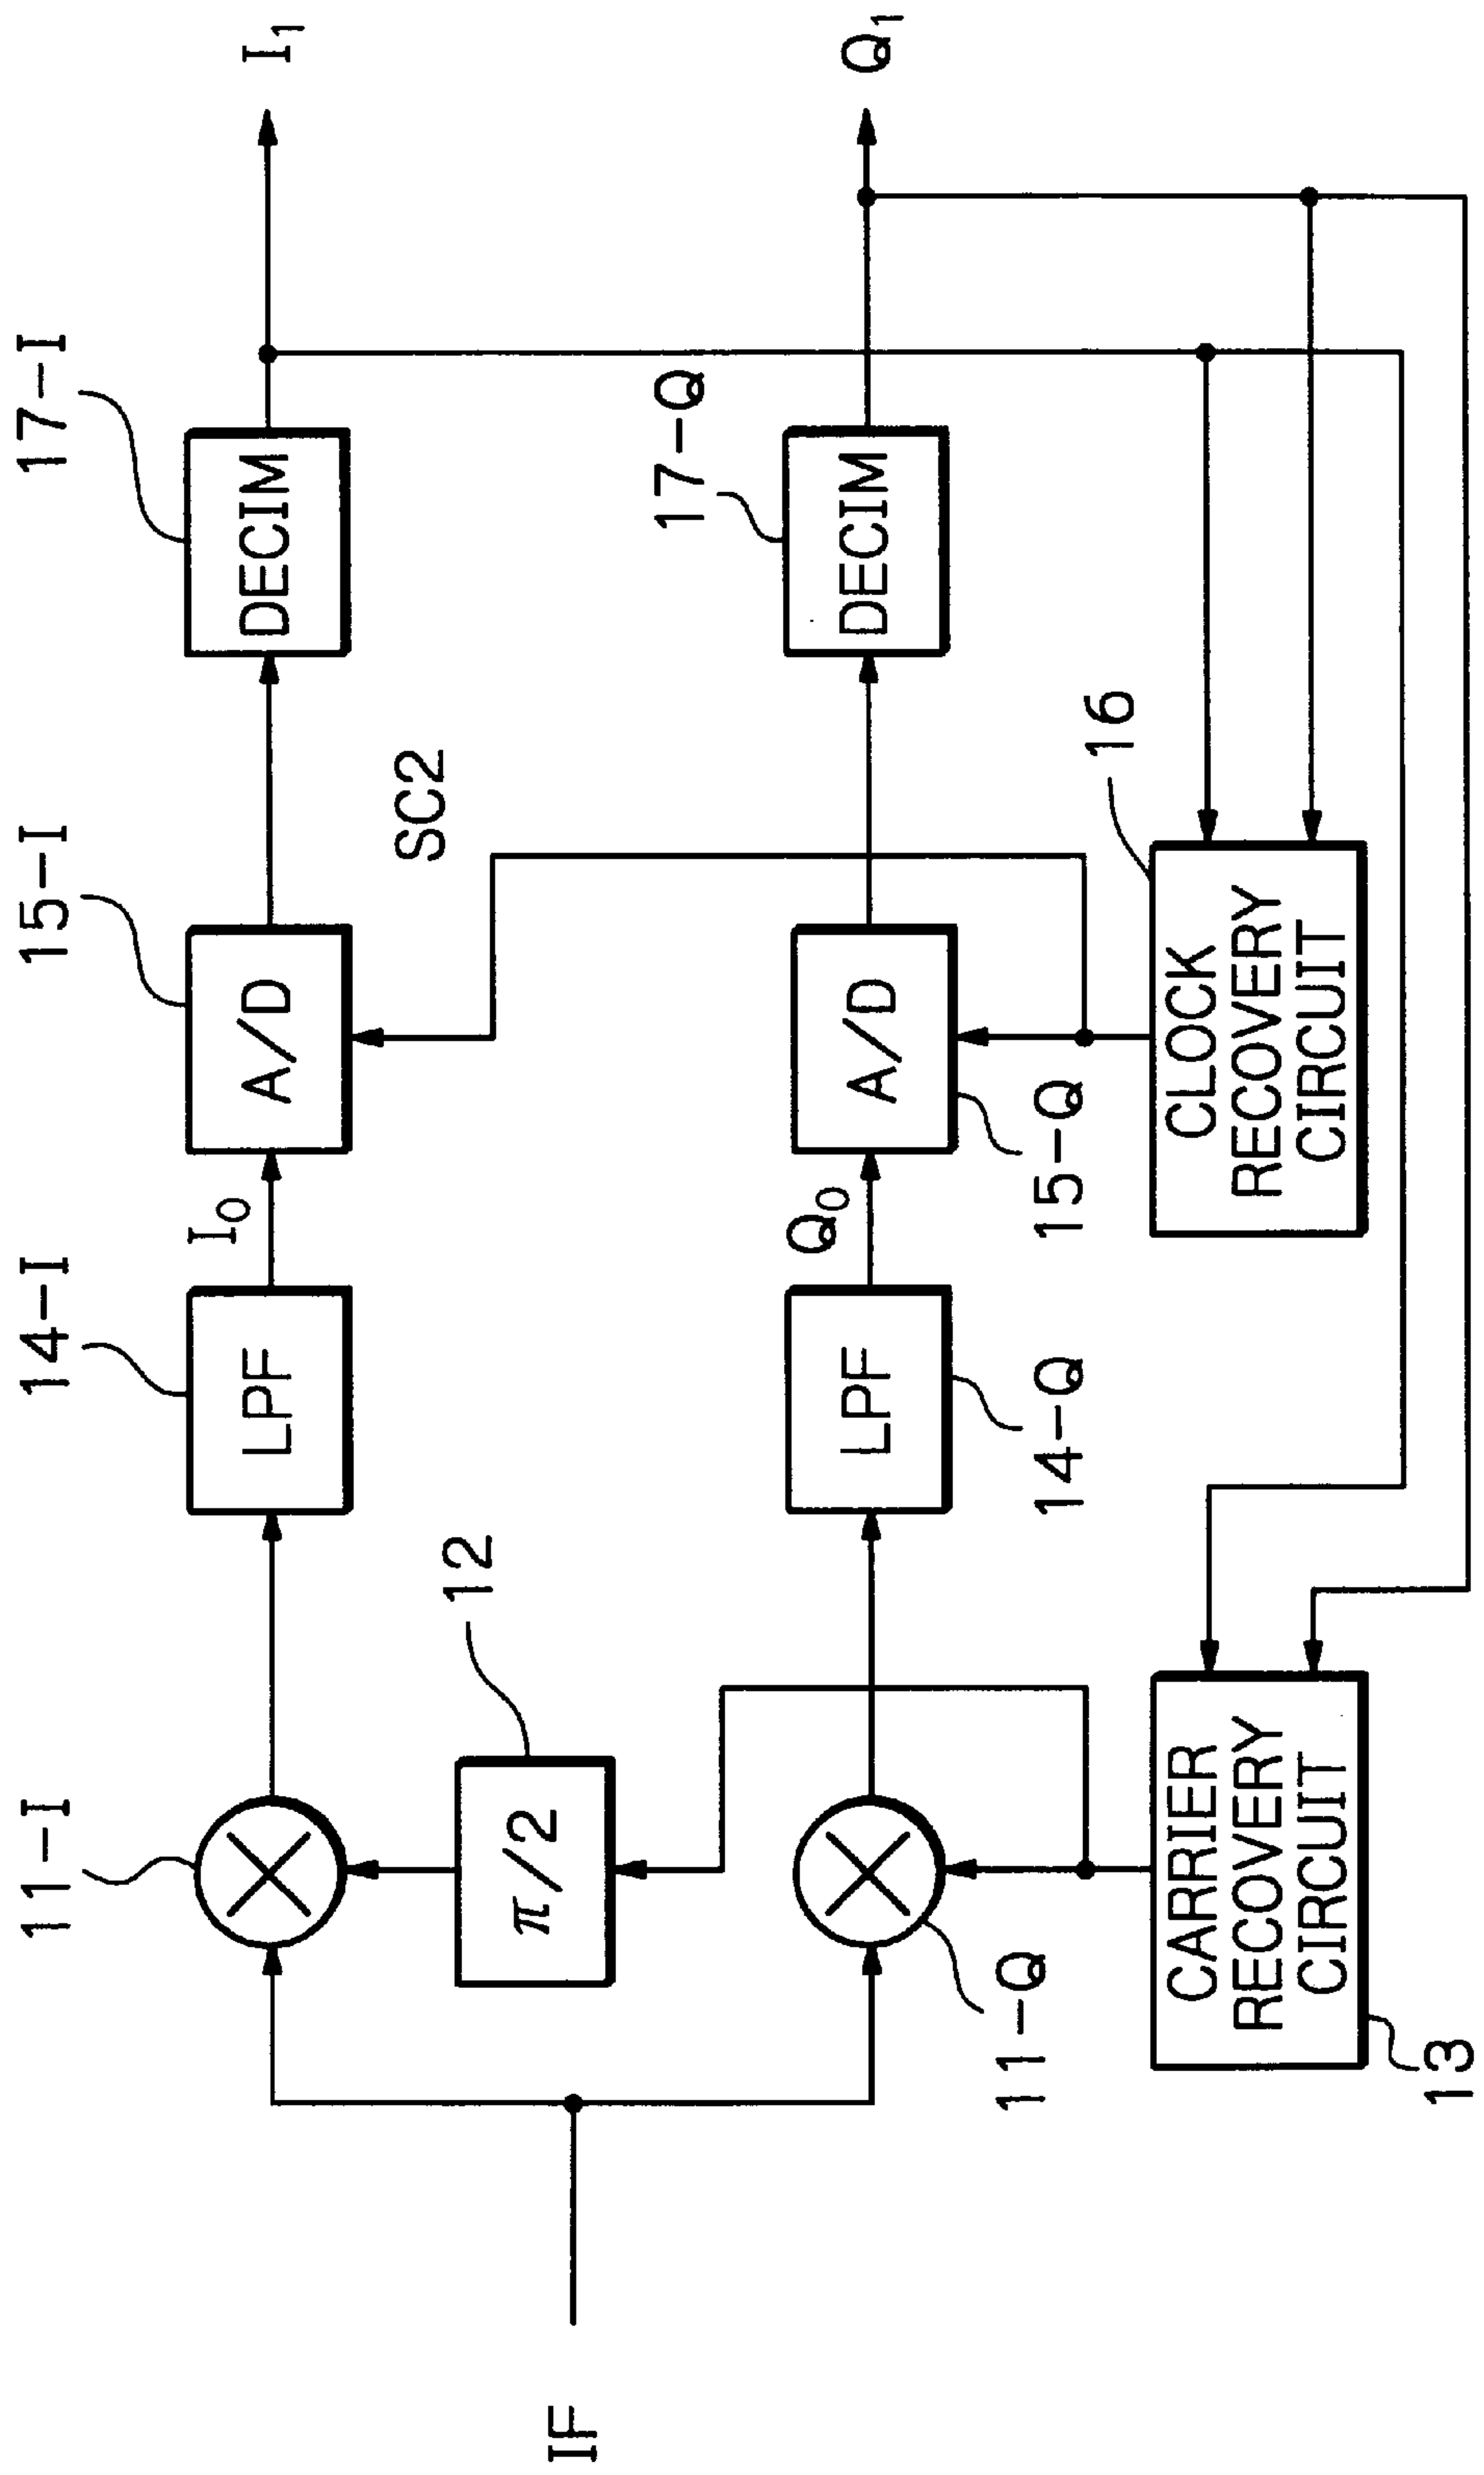 11-I
14-I
15-I
17-I
I₁
LPF
I₀
A/D
DECIM
12
π/2
SC2
IF
17-Q
Q₁
LPF
Q₀
A/D
DECIM
11-Q
14-Q
15-Q
16
CARRIER
RECOVERY
CIRCUIT
CLOCK
RECOVERY
CIRCUIT
13